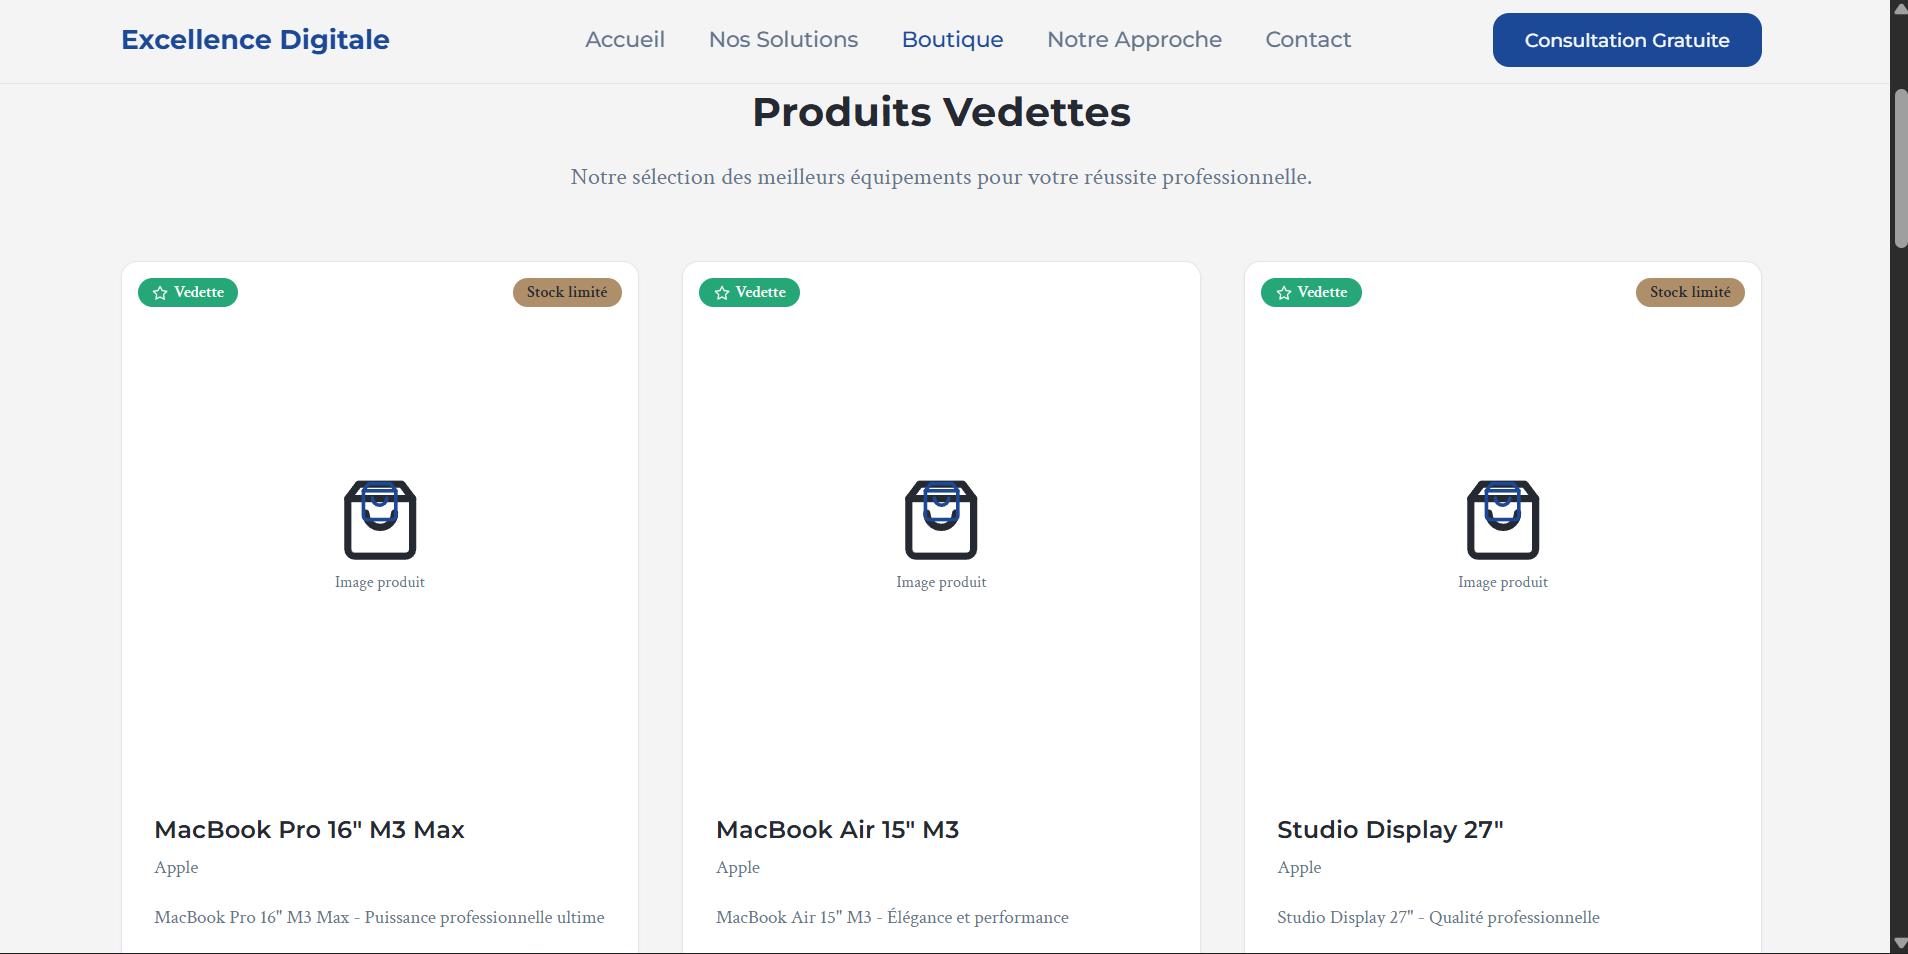 Excellence Digitale
Accueil
Nos Solutions
Boutique
Notre Approche
Contact
Consultation Gratuite
Produits Vedettes
Notre sélection des meilleurs équipements pour votre réussite professionnelle.
Vedette
Stock limité
Image produit
MacBook Pro 16" M3 Max
Apple
MacBook Pro 16" M3 Max - Puissance professionnelle ultime
Vedette
Image produit
MacBook Air 15" M3
Apple
MacBook Air 15" M3 - Élégance et performance
Vedette
Stock limité
Image produit
Studio Display 27"
Apple
Studio Display 27" - Qualité professionnelle